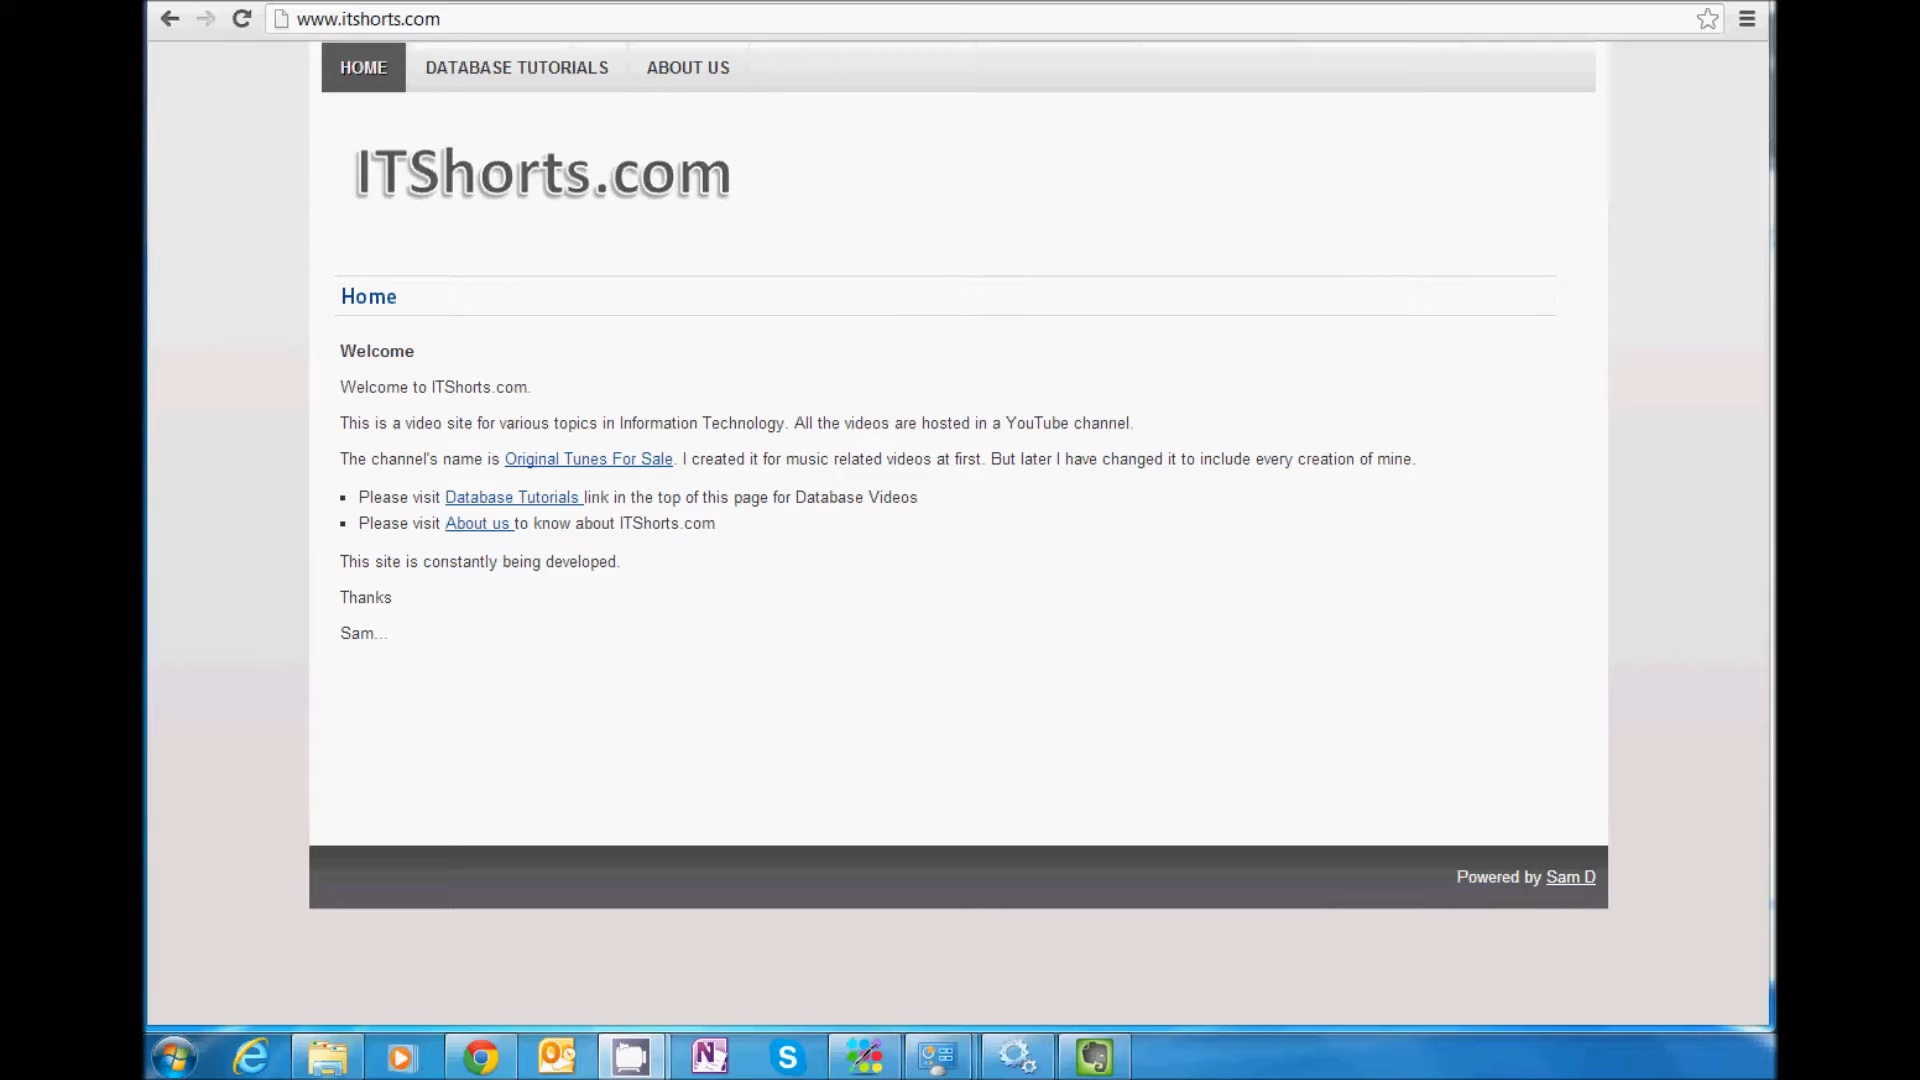 www.itshorts.com
HOME DATABASE TUTORIALS ABOUT US
ITShorts.com
Home
Welcome
Welcome to ITShorts.com.
This is a video site for various topics in Information Technology. All the videos are hosted in a YouTube channel.
The channel's name is Original Tunes For Sale. I created it for music related videos at first. But later I have changed it to include every creation of mine.
Please visit Database Tutorials link in the top of this page for Database Videos
Please visit About us to know about ITShorts.com
This site is constantly being developed.
Thanks
Sam...
Powered by Sam D